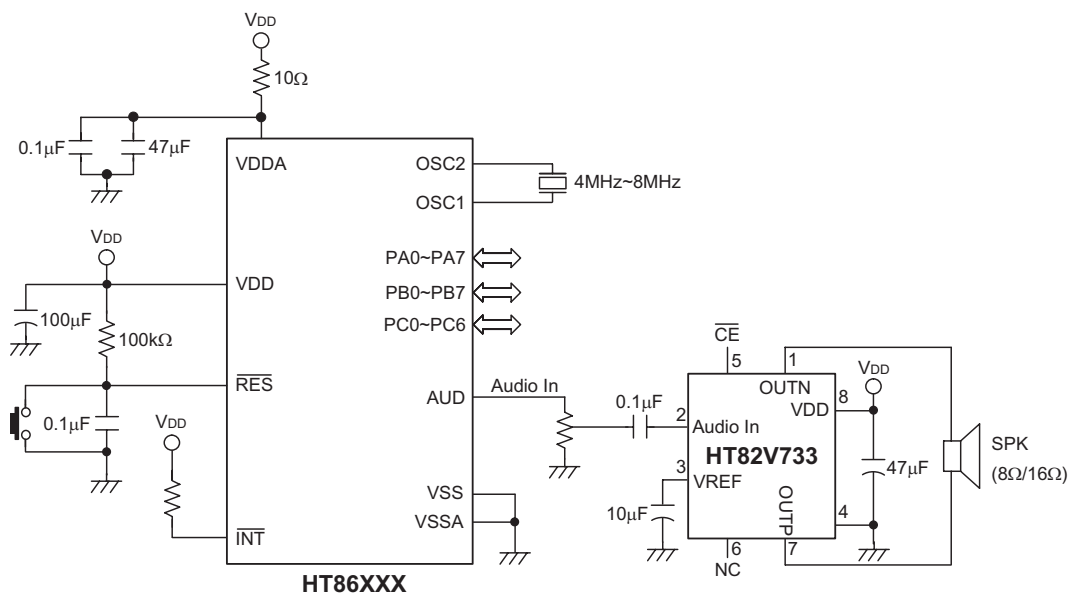 VDD
10Ω
0.1μF
47μF
VDDA
OSC2
OSC1
4MHz~8MHz
VDD
VDD
100μF
100kΩ
PA0~PA7
PB0~PB7
PC0~PC6
RES
0.1μF
VDD
INT
AUD
Audio In
VSS
VSSA
HT86XXX
0.1μF
CE
5
1
OUTN
VDD
8
VDD
2
Audio In
HT82V733
3
VREF
10μF
OUTP
4
47μF
6
7
NC
SPK
(8Ω/16Ω)